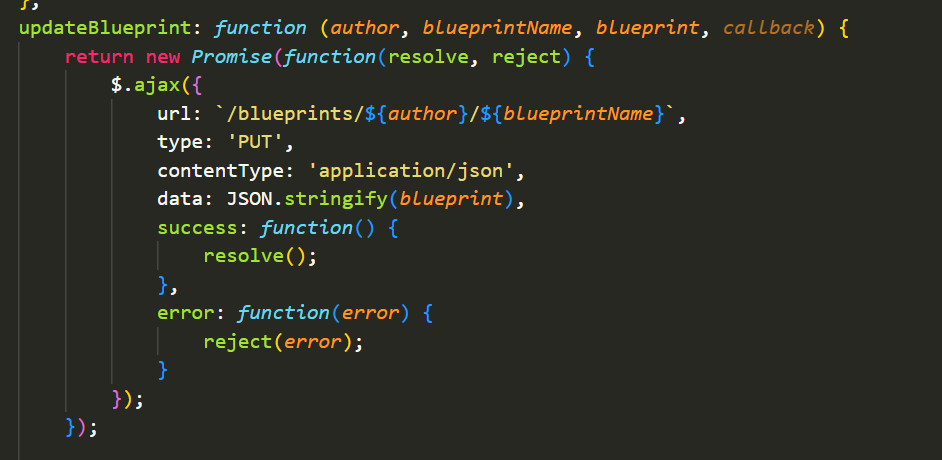 },
updateBlueprint: function (author, blueprintName, blueprint, callback) {
    return new Promise(function(resolve, reject) {
        $.ajax({
            url: `/blueprints/${author}/${blueprintName}`,
            type: 'PUT',
            contentType: 'application/json',
            data: JSON.stringify(blueprint),
            success: function() {
                resolve();
            },
            error: function(error) {
                reject(error);
            }
        });
    });